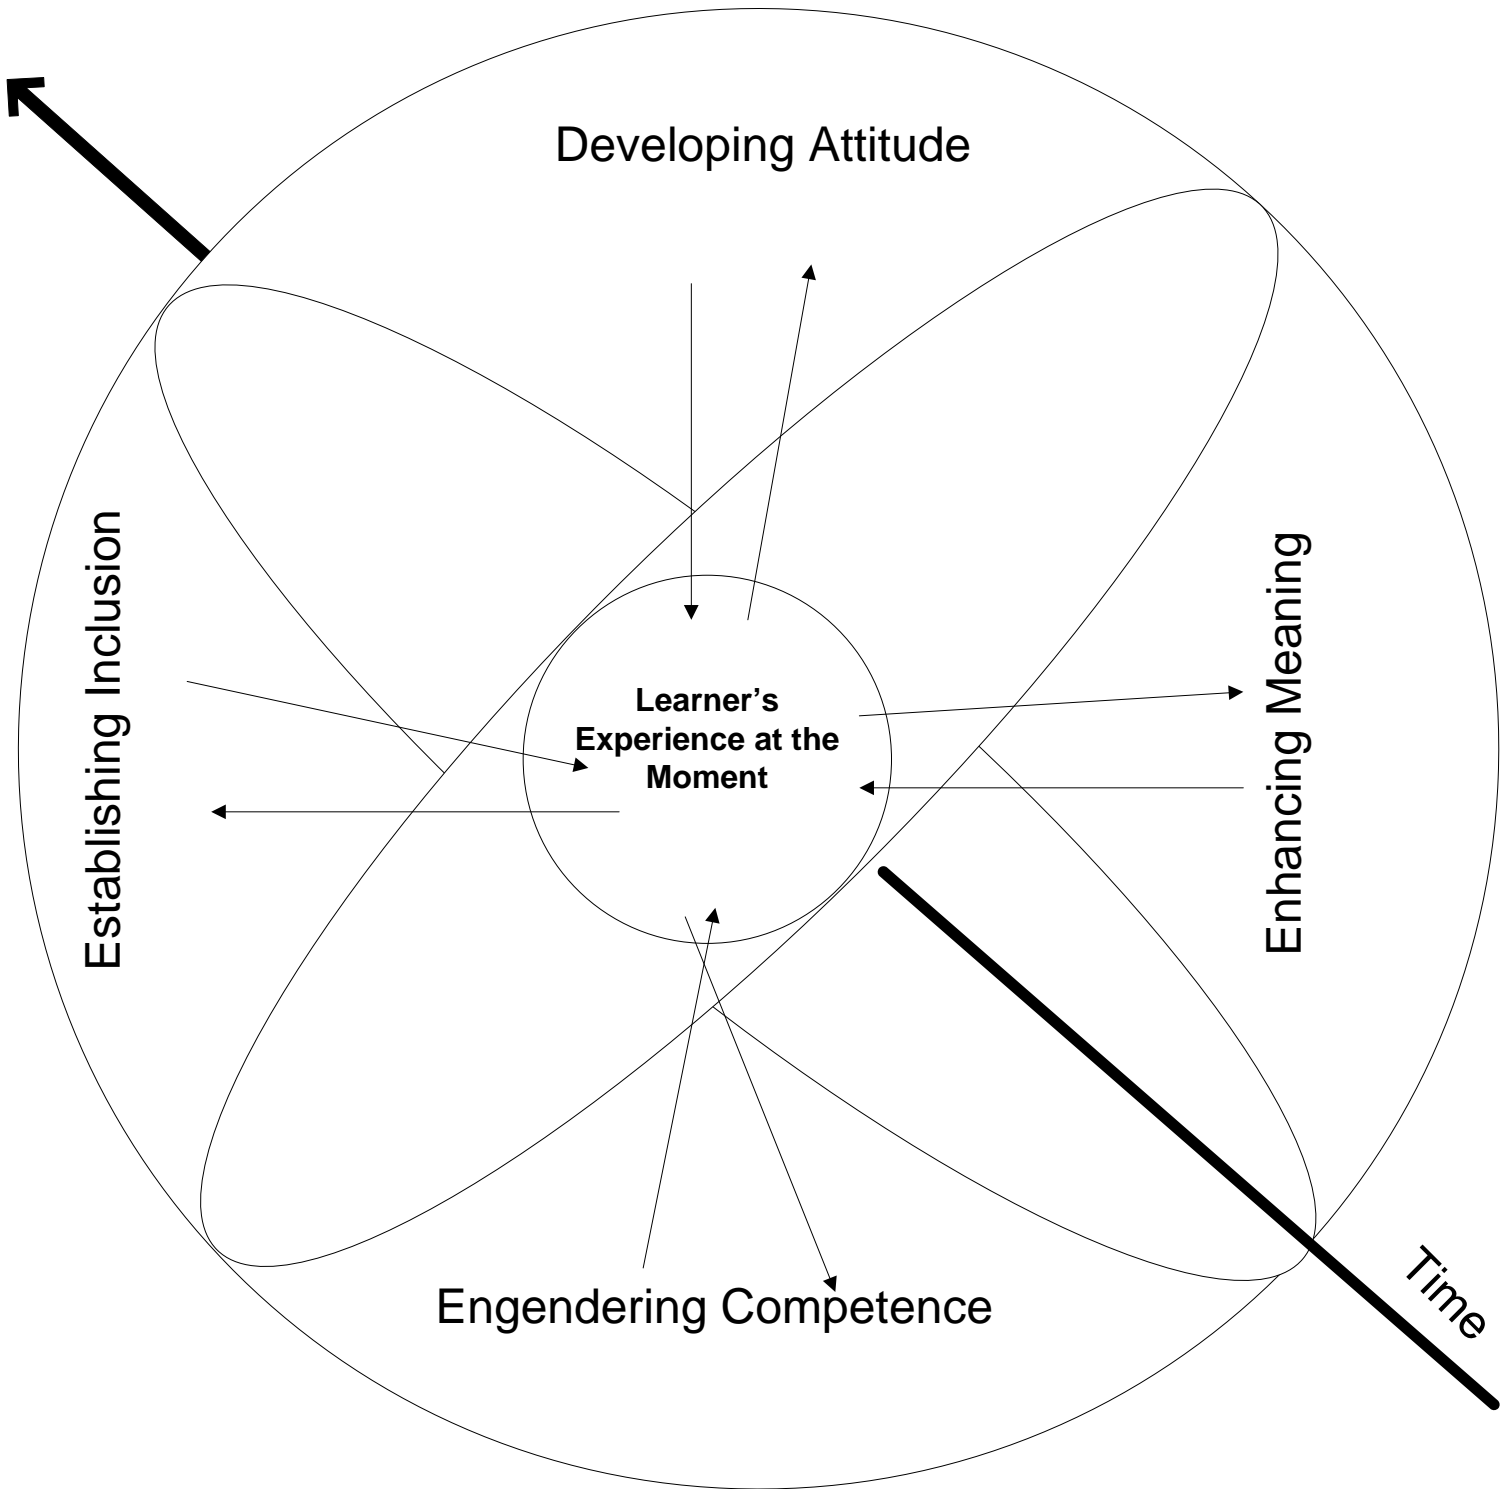 Developing Attitude
Establishing Inclusion
Learner’s
Experience at the
Moment
Enhancing Meaning
Engendering Competence
Time